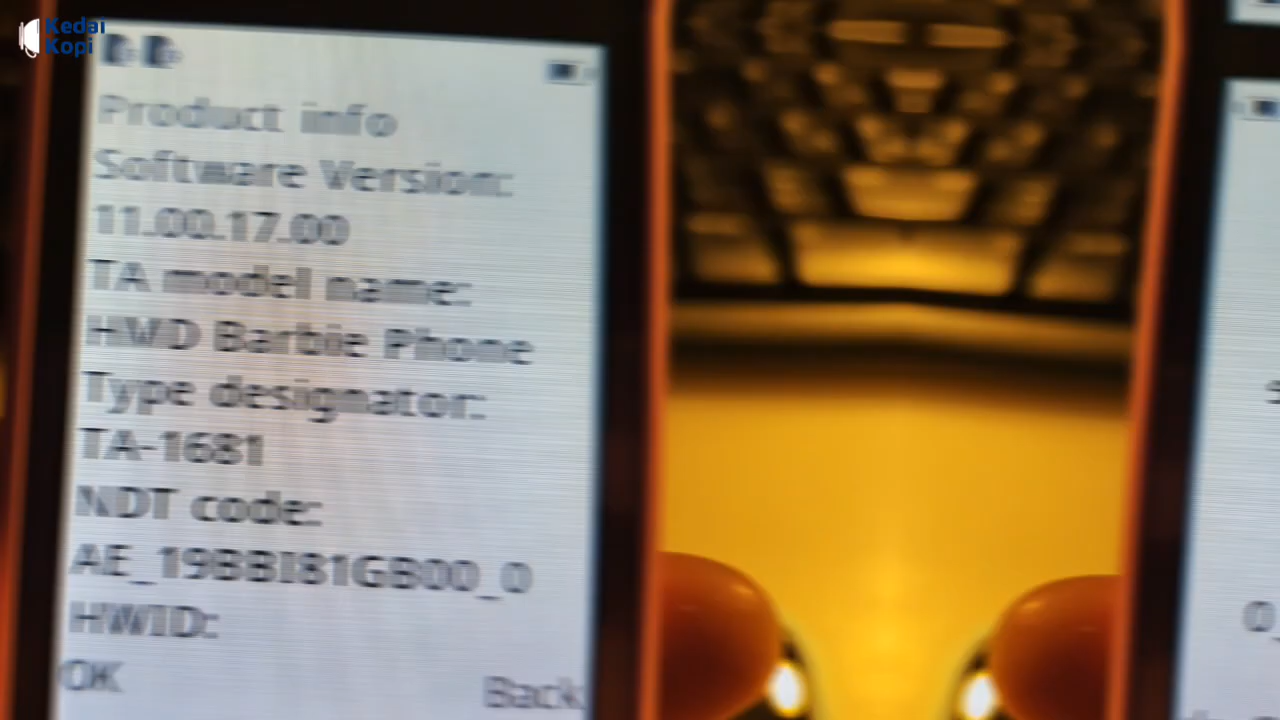 Kedai
Kopi
Product info
Software Version:
11.00.17.00
TA model name:
HWD Barbie Phone
Type designator:
TA-1681
NDT code:
AE_19BBI81GB00_0
HWID:
OK
Back